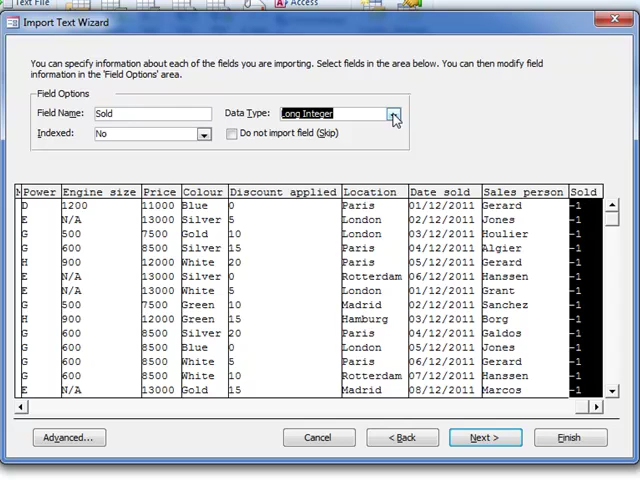 Text File
Access
Import Text Wizard
You can specify information about each of the fields you are importing. Select fields in the area below. You can then modify field
information in the 'Field Options' area.
Field Options
Field Name: Sold Data Type: Long Integer
Indexed: No Do not import field (Skip)
M Power Engine size Price Colour Discount applied Location Date sold Sales person Sold
D 1200 11000 Blue 0 Paris 01/12/2011 Gerard -1
E N/A 13000 Silver 5 London 02/12/2011 Jones -1
G 500 7500 Gold 10 London 03/12/2011 Houlier -1
G 600 8500 Silver 15 Paris 04/12/2011 Algier -1
H 900 12000 White 20 Paris 05/12/2011 Gerard -1
E N/A 13000 Silver 0 Rotterdam 06/12/2011 Hanssen -1
E N/A 13000 White 5 London 01/12/2011 Grant -1
G 500 7500 Green 10 Madrid 02/12/2011 Sanchez -1
H 900 12000 Green 15 Hamburg 03/12/2011 Borg -1
G 600 8500 Silver 20 Paris 04/12/2011 Galdos -1
G 600 8500 Blue 0 London 05/12/2011 Jones -1
G 600 8500 White 5 Paris 06/12/2011 Gerard -1
G 600 8500 White 10 Rotterdam 07/12/2011 Hanssen -1
E N/A 13000 Gold 15 Madrid 08/12/2011 Marcos -1
Advanced... Cancel < Back Next > Finish